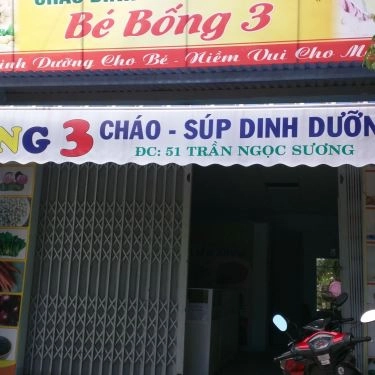 Bé Bống 3
Dưỡng Cho Bé - Niềm Vui Cho
NG 3 CHÁO - SÚP DINH DƯỠN
ĐC: 51 TRẦN NGỌC SƯƠNG